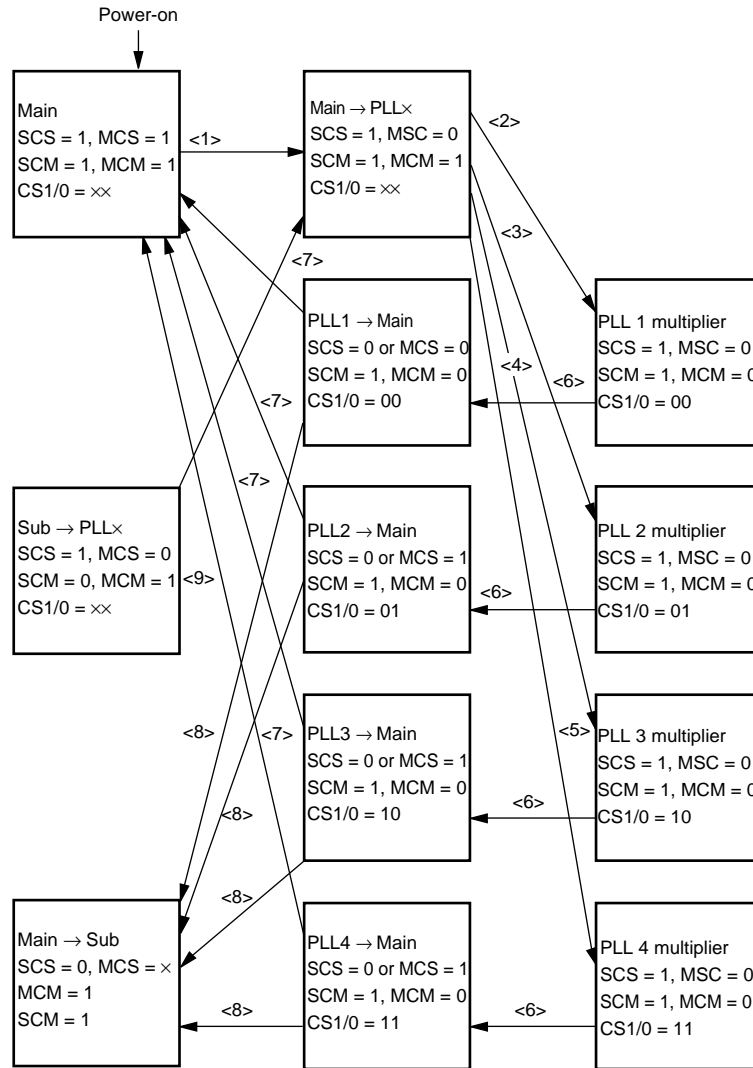 Power-on
Main
SCS = 1, MCS = 1
SCM = 1, MCM = 1
CS1/0 = ××
<1>
Main → PLL×
SCS = 1, MSC = 0
SCM = 1, MCM = 1
CS1/0 = ××
<2>
<3>
<7>
PLL1 → Main
SCS = 0 or MCS = 0
SCM = 1, MCM = 0
CS1/0 = 00
<4>
<6>
PLL 1 multiplier
SCS = 1, MSC = 0
SCM = 1, MCM = 0
CS1/0 = 00
<7>
<7>
Sub → PLL×
SCS = 1, MCS = 0
SCM = 0, MCM = 1
CS1/0 = ××
<9>
PLL2 → Main
SCS = 0 or MCS = 1
SCM = 1, MCM = 0
CS1/0 = 01
<6>
PLL 2 multiplier
SCS = 1, MSC = 0
SCM = 1, MCM = 0
CS1/0 = 01
<8>
<7>
<5>
PLL3 → Main
SCS = 0 or MCS = 1
SCM = 1, MCM = 0
CS1/0 = 10
<6>
PLL 3 multiplier
SCS = 1, MSC = 0
SCM = 1, MCM = 0
CS1/0 = 10
<8>
<8>
Main → Sub
SCS = 0, MCS = ×
MCM = 1
SCM = 1
<8>
PLL4 → Main
SCS = 0 or MCS = 1
SCM = 1, MCM = 0
CS1/0 = 11
<6>
PLL 4 multiplier
SCS = 1, MSC = 0
SCM = 1, MCM = 0
CS1/0 = 11